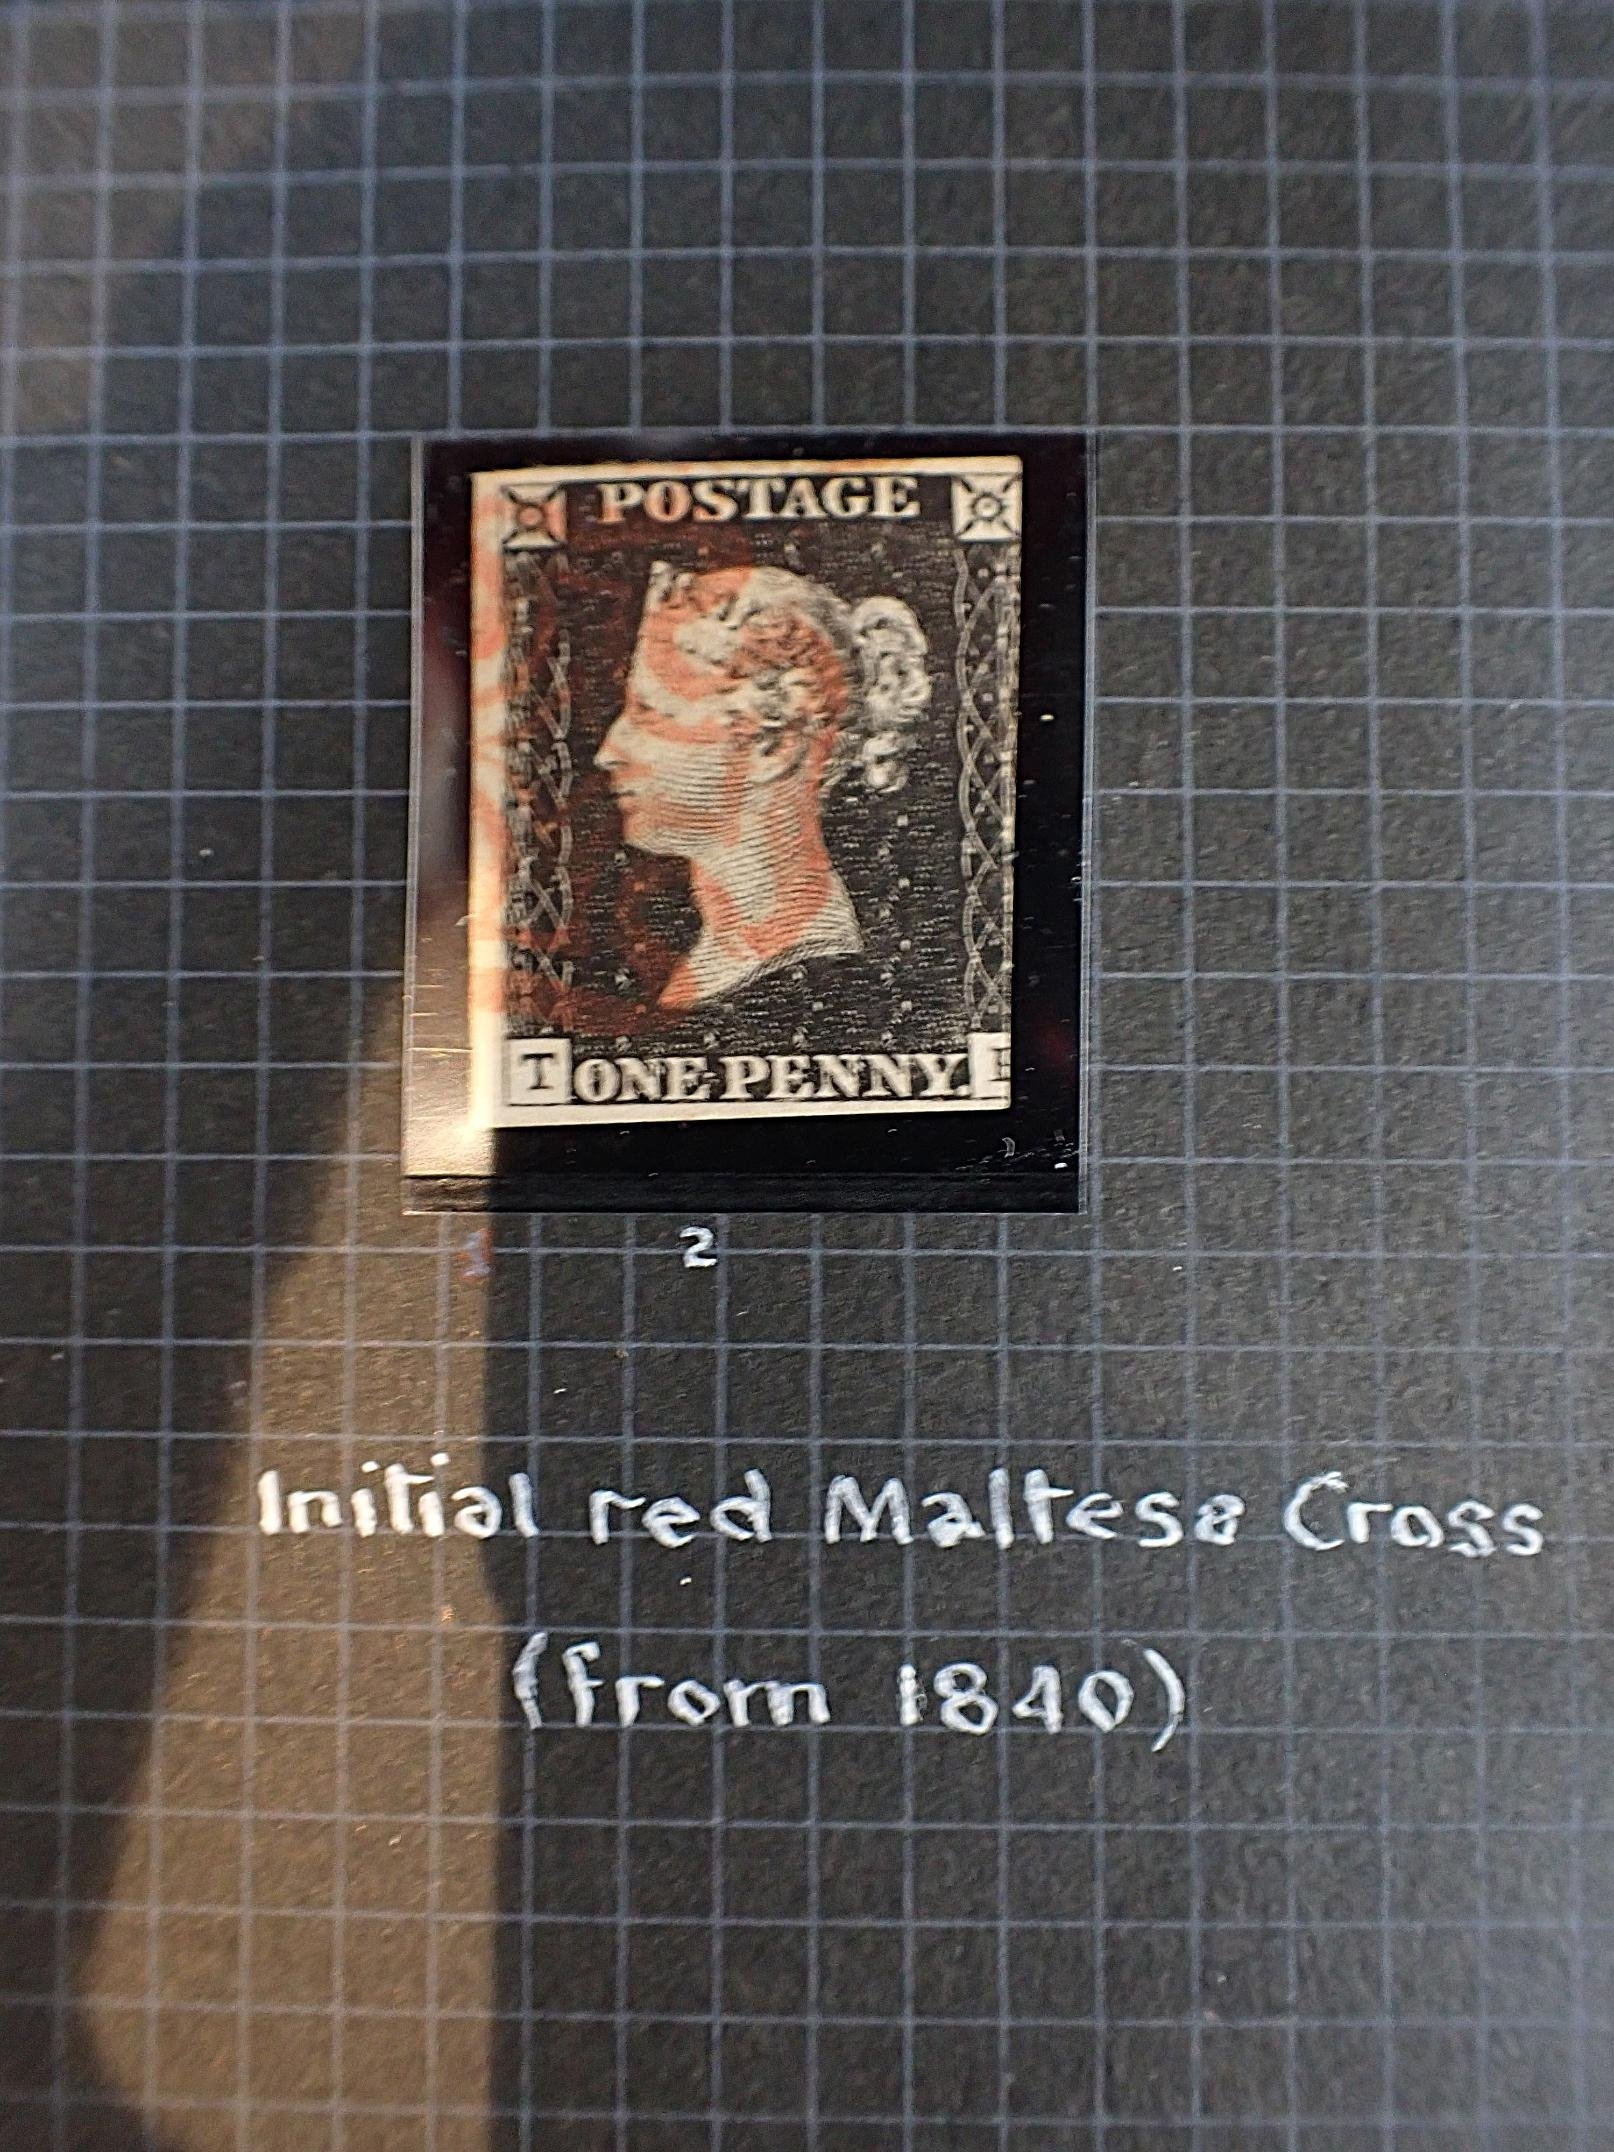 POSTAGE
T ONE PENNY.
2
Initial red Maltese Cross
(from 1840)